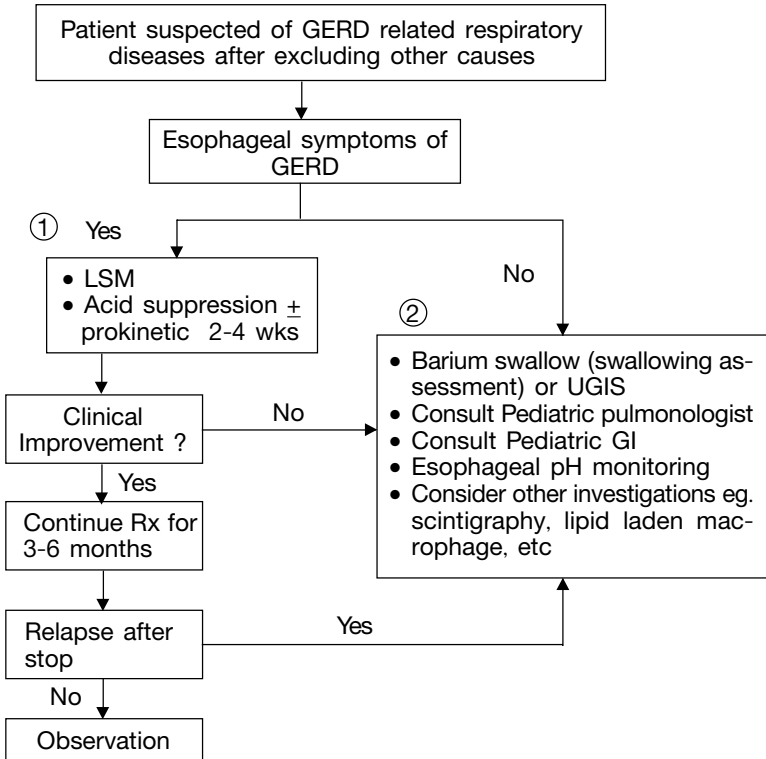 Patient suspected of GERD related respiratory
diseases after excluding other causes
Esophageal symptoms of
GERD
① Yes
No
• LSM
• Acid suppression ±
prokinetic 2-4 wks
②
• Barium swallow (swallowing as-
sessment) or UGIS
• Consult Pediatric pulmonologist
• Consult Pediatric GI
• Esophageal pH monitoring
• Consider other investigations eg.
scintigraphy, lipid laden mac-
rophage, etc
Clinical
Improvement ?
No
Yes
Continue Rx for
3-6 months
Relapse after
stop
Yes
No
Observation